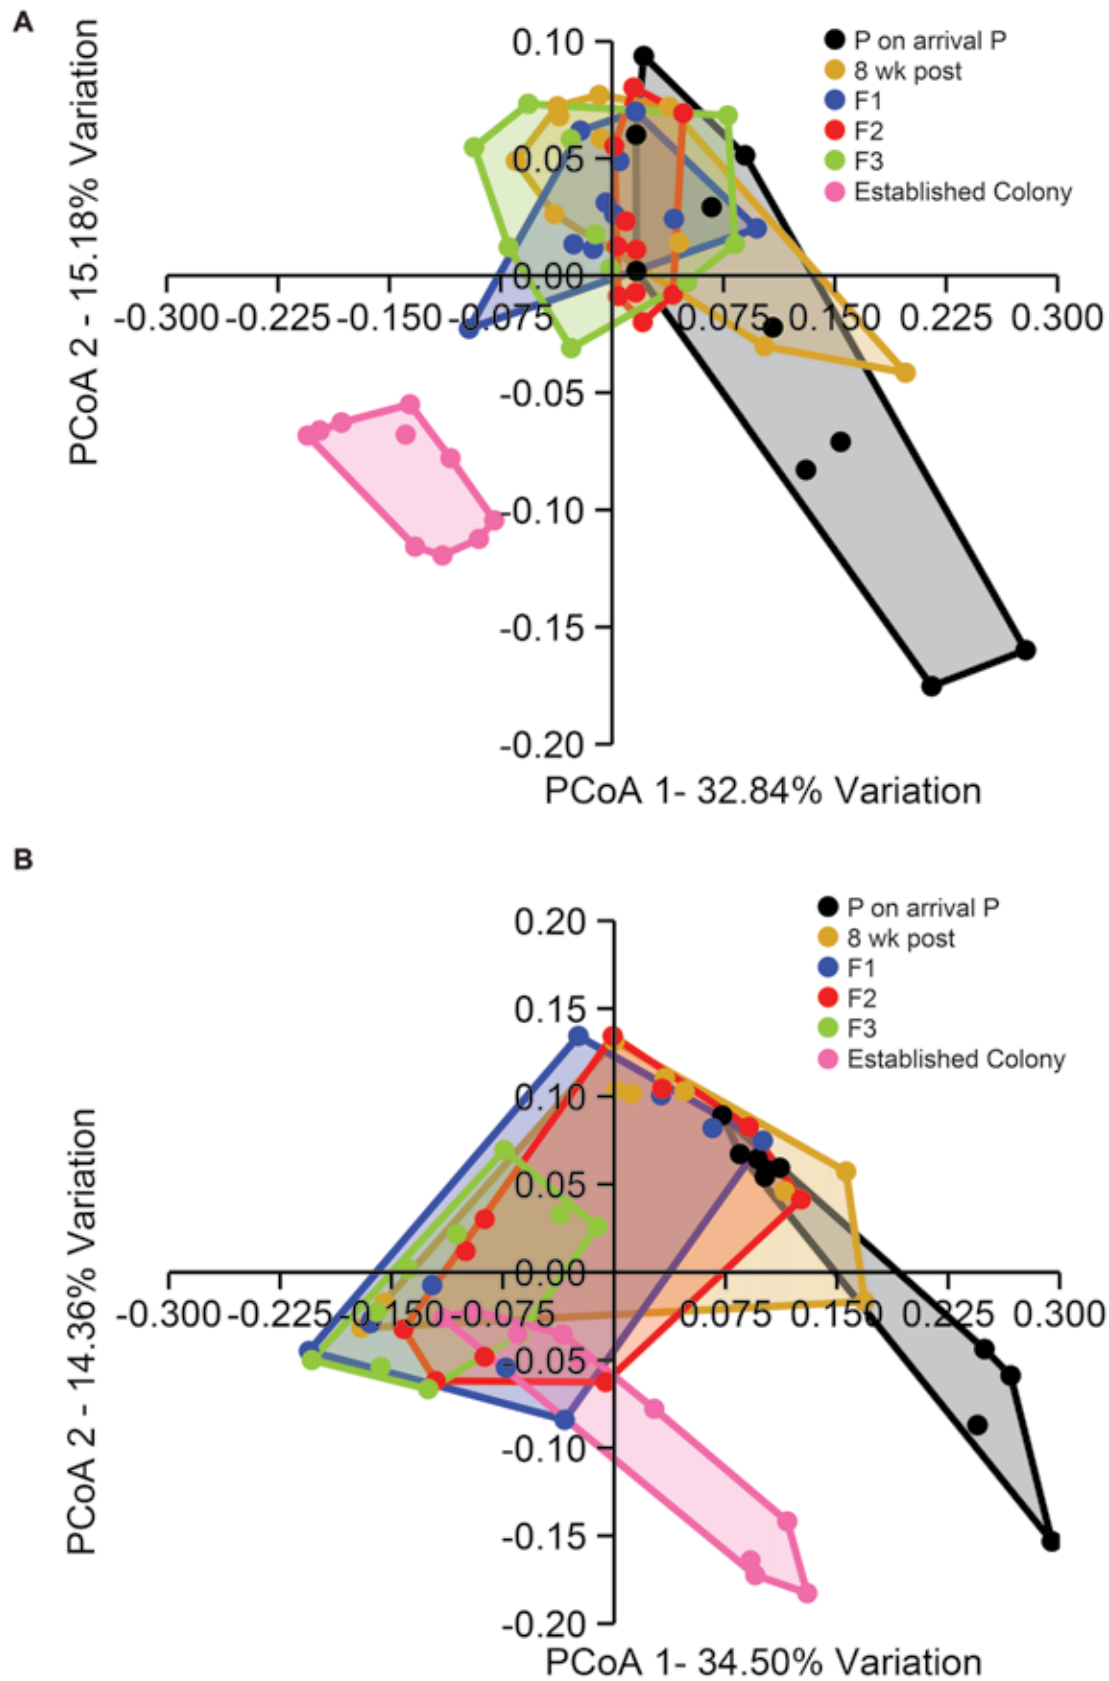 A
PCoA 2 - 15.18% Variation
0.10
0.05
0.00
-0.05
-0.10
-0.15
-0.20
-0.300 -0.225 -0.150 -0.075 0.075 0.150 0.225 0.300
PCoA 1- 32.84% Variation
P on arrival P
8 wk post
F1
F2
F3
Established Colony
B
PCoA 2 - 14.36% Variation
0.20
0.15
0.10
0.05
0.00
-0.05
-0.10
-0.15
-0.20
-0.300 -0.225 -0.150 -0.075 0.075 0.150 0.225 0.300
PCoA 1- 34.50% Variation
P on arrival P
8 wk post
F1
F2
F3
Established Colony